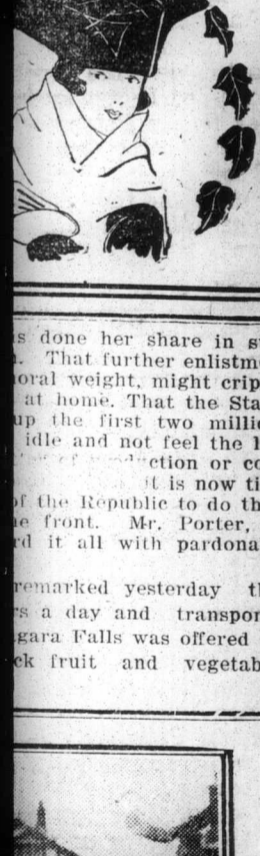 s done her share in s
. That further enlistm
oral weight, might crip
at home. That the Sta
up the first two millio
idle and not feel the l
ction or co
it is now ti
of the Republic to do th
e front. Mr. Porter,
rd it all with pardona
remarked yesterday t
rs a day and transpor
gara Falls was offered
ck fruit and vegetab